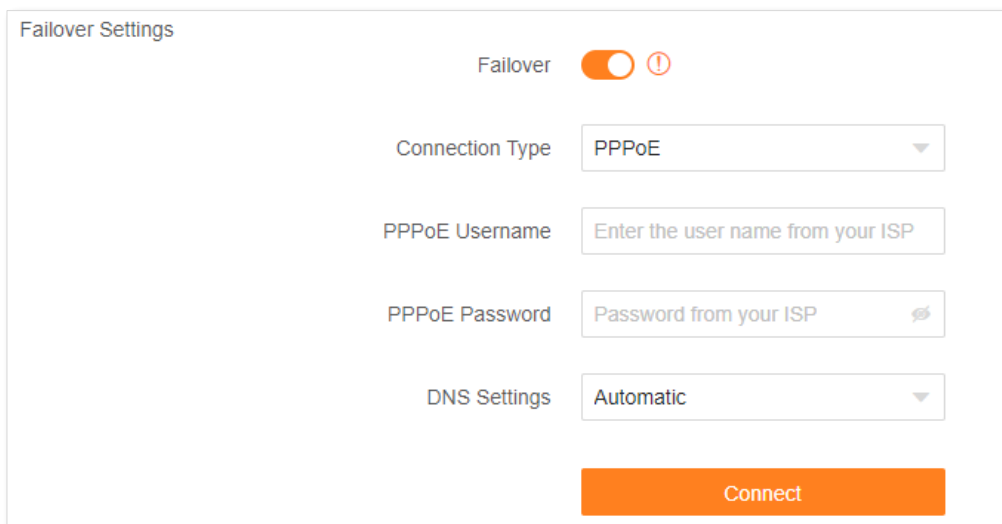 Failover Settings
Failover
Connection Type PPPoE
PPPoE Username Enter the user name from your ISP
PPPoE Password Password from your ISP
DNS Settings Automatic
Connect